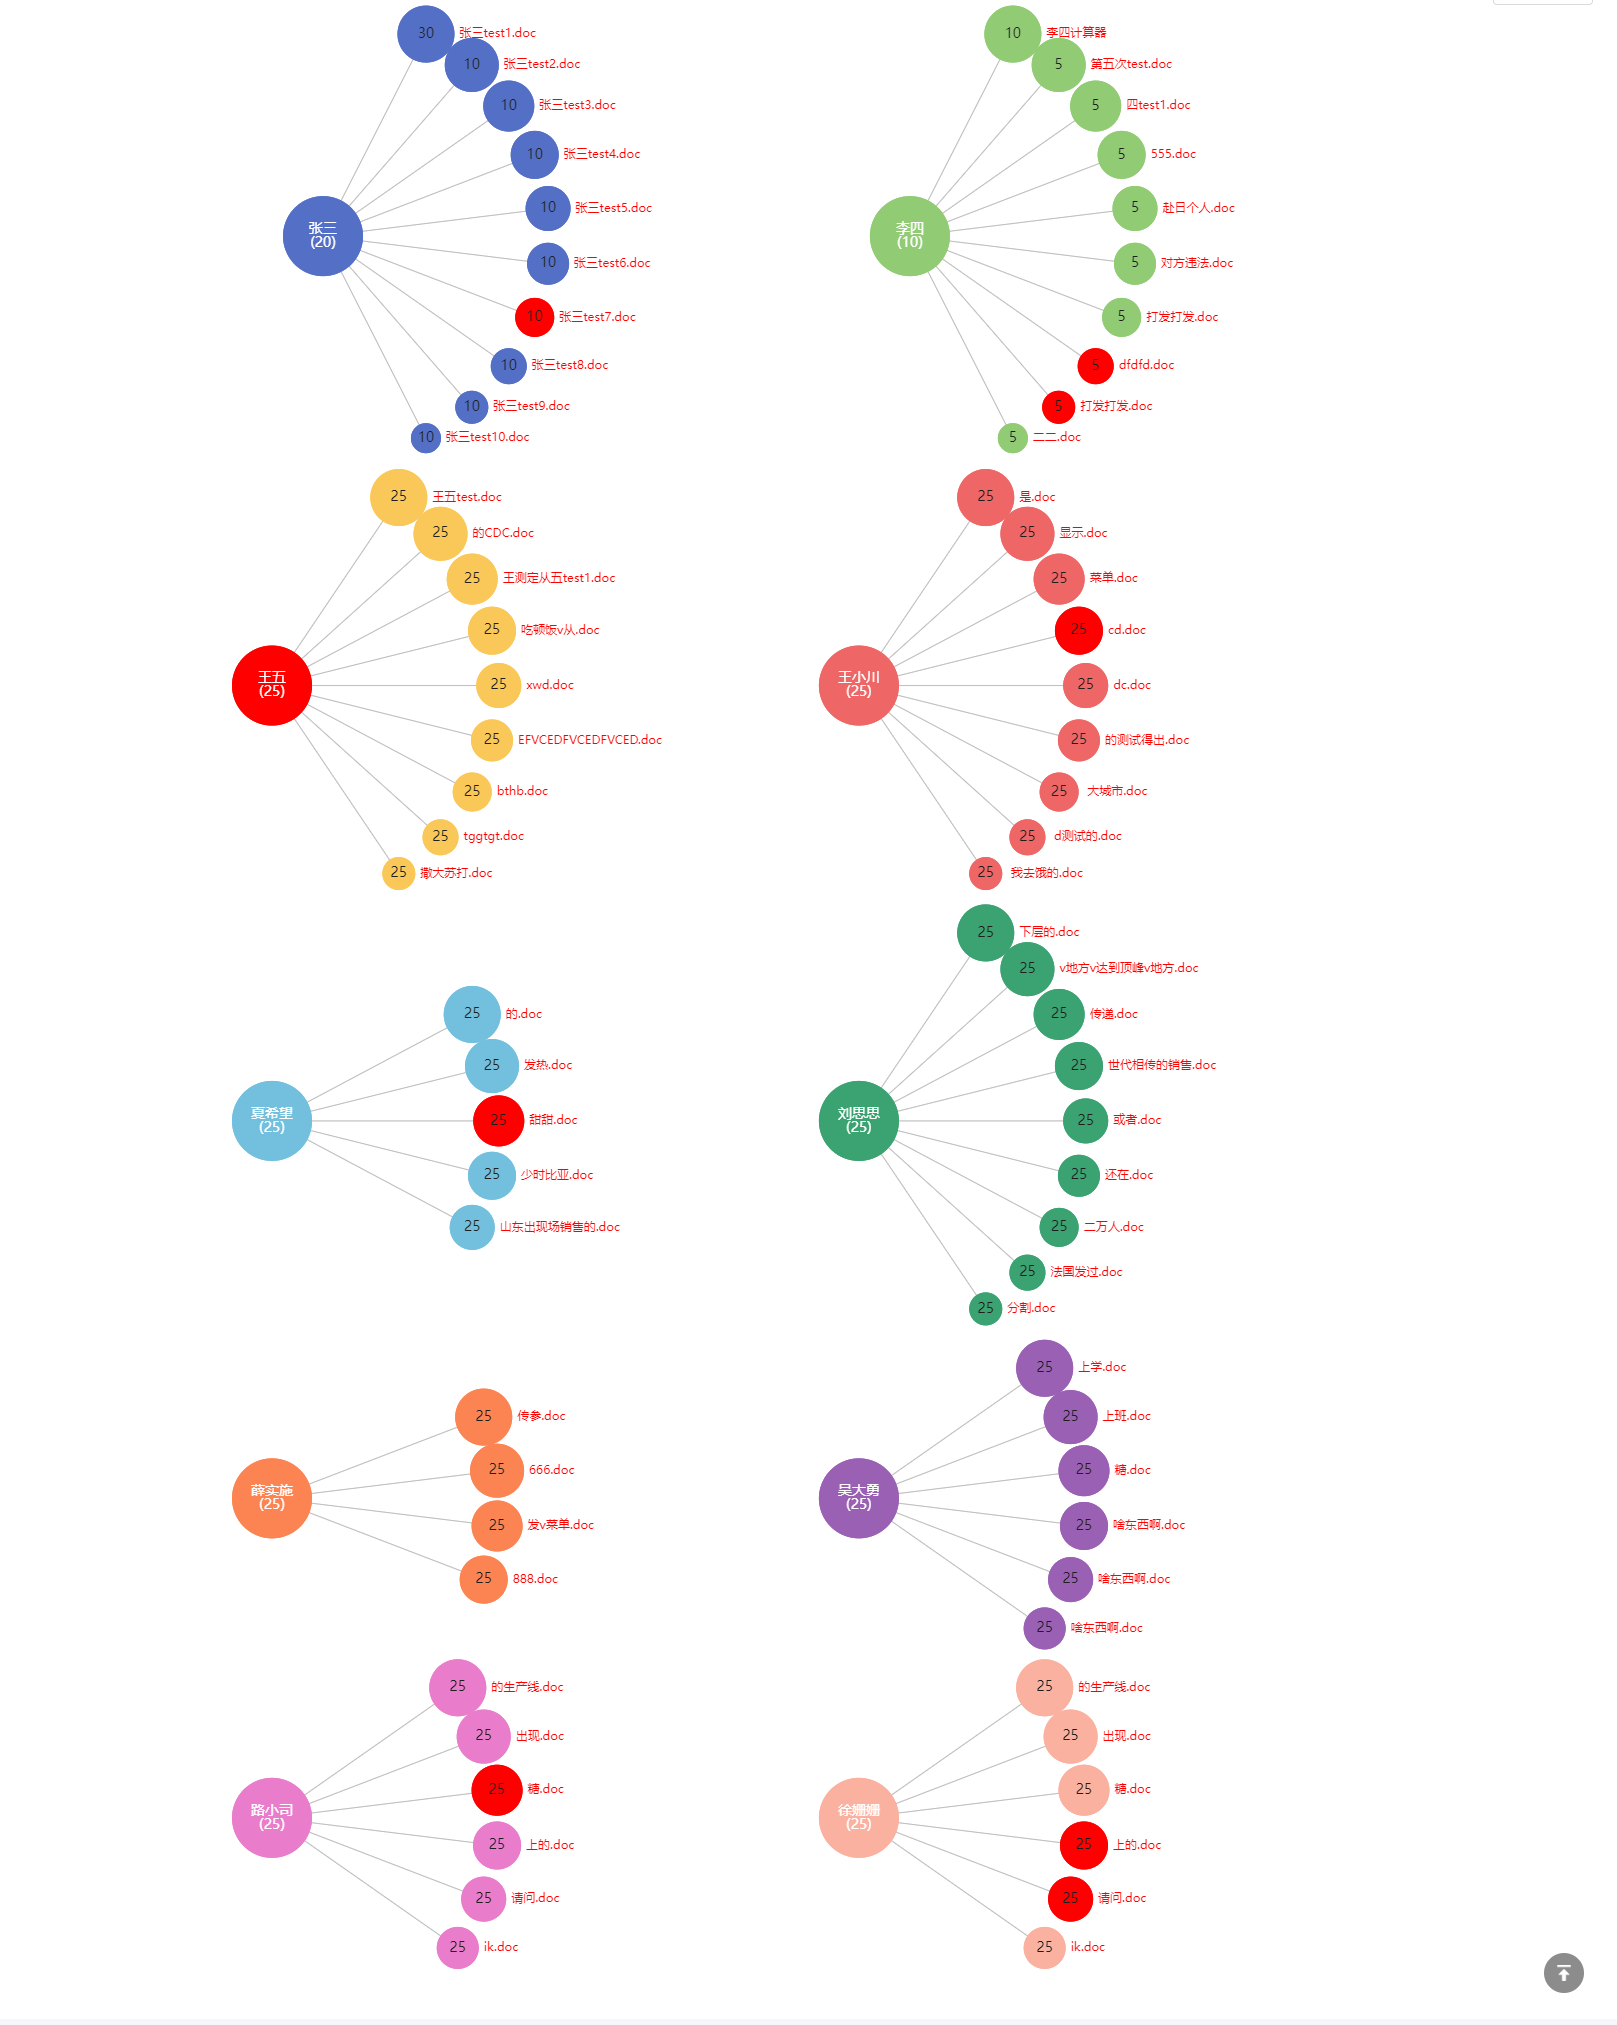 30 张三test1.doc
10 张三test2.doc
10 张三test3.doc
10 张三test4.doc
10 张三test5.doc
张三
(20)
10 张三test6.doc
10 张三test7.doc
10 张三test8.doc
10 张三test9.doc
10 张三test10.doc
10 李四计算器
5 第五次test.doc
5 四test1.doc
5 555.doc
5 赴日个人.doc
李四
(10)
5 对方违法.doc
5 打发打发.doc
5 dfdfd.doc
5 打发打发.doc
5 二二.doc
25 王五test.doc
25 的CDC.doc
25 王测定从五test1.doc
25 吃顿饭v从.doc
王五
(25)
25 xwd.doc
25 EFVCEDFVCEDFVCED.doc
25 bthb.doc
25 tggtgt.doc
25 撒大苏打.doc
25 是.doc
25 显示.doc
25 菜单.doc
25 cd.doc
王小川
(25)
25 dc.doc
25 的测试得出.doc
25 大城市.doc
25 d测试的.doc
25 我去饿的.doc
25 的.doc
25 发热.doc
夏希望
(25)
25 甜甜.doc
25 少时比亚.doc
25 山东出现场销售的.doc
25 下层的.doc
25 v地方v达到顶峰v地方.doc
25 传递.doc
25 世代相传的销售.doc
刘思思
(25)
25 或者.doc
25 还在.doc
25 二万人.doc
25 法国发过.doc
25 分割.doc
25 传参.doc
25 666.doc
薛实施
(25)
25 发v菜单.doc
25 888.doc
25 上学.doc
25 上班.doc
25 糖.doc
吴大勇
(25)
25 啥东西啊.doc
25 啥东西啊.doc
25 啥东西啊.doc
25 的生产线.doc
25 出现.doc
25 糖.doc
路小司
(25)
25 上的.doc
25 请问.doc
25 ik.doc
25 的生产线.doc
25 出现.doc
25 糖.doc
徐姗姗
(25)
25 上的.doc
25 请问.doc
25 ik.doc